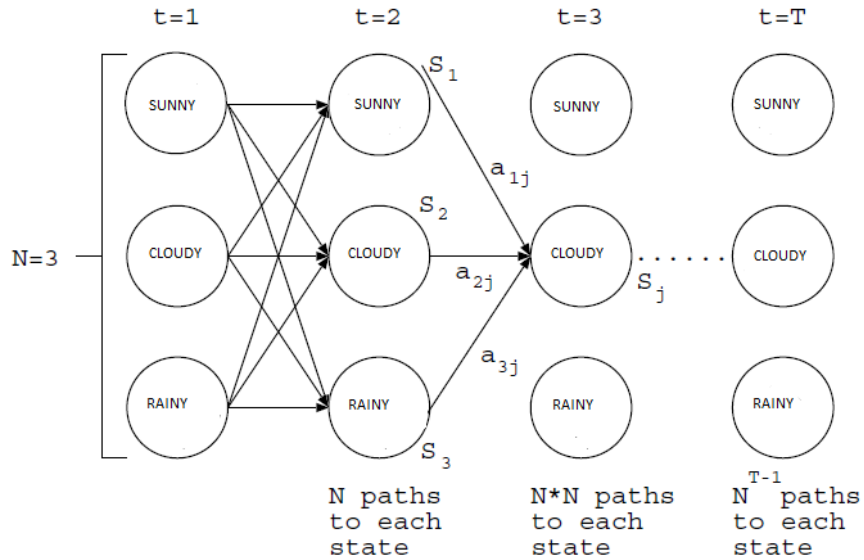 t=1 t=2 t=3 t=T
S1
SUNNY SUNNY SUNNY SUNNY
a1j
S2
N=3 CLOUDY CLOUDY CLOUDY ...... CLOUDY
a2j Sj
a3j
RAINY RAINY RAINY RAINY
S3
N paths N*N paths N^T-1 paths
to each to each to each
state state state